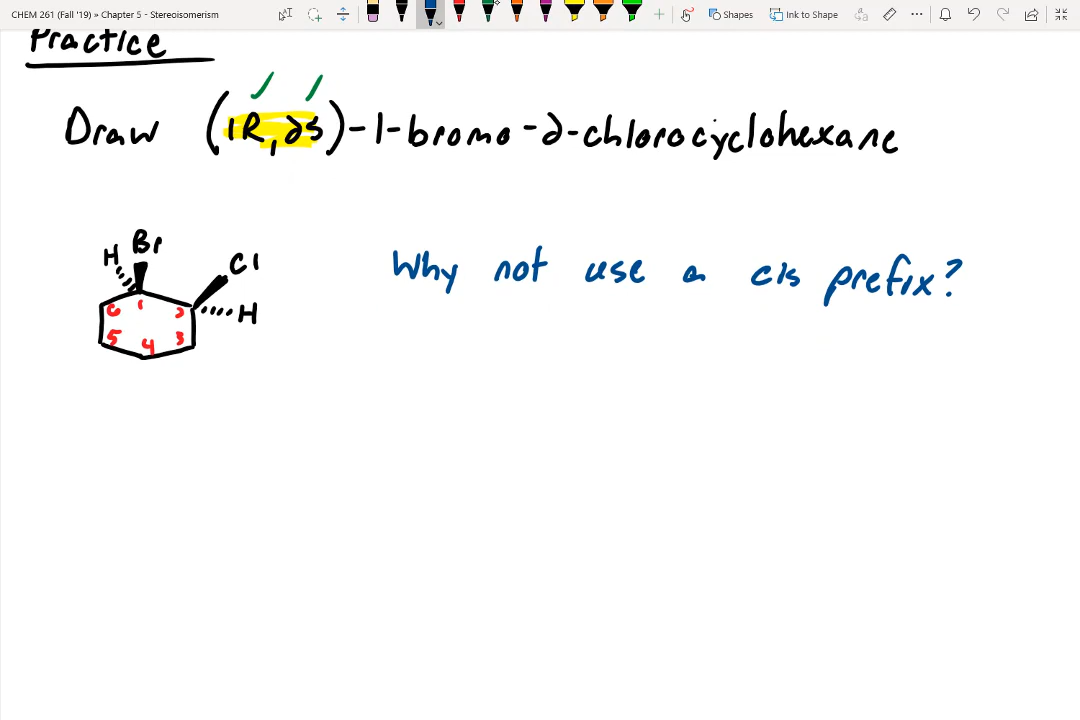 CHEM 261 (Fall '19) » Chapter 5 - Stereoisomerism
Shapes
Ink to Shape
Practice
Draw (1R,2S)-1-bromo-2-chlorocyclohexane
H Br
Cl
6 1 2
H
5 4 3
Why not use a cis prefix?